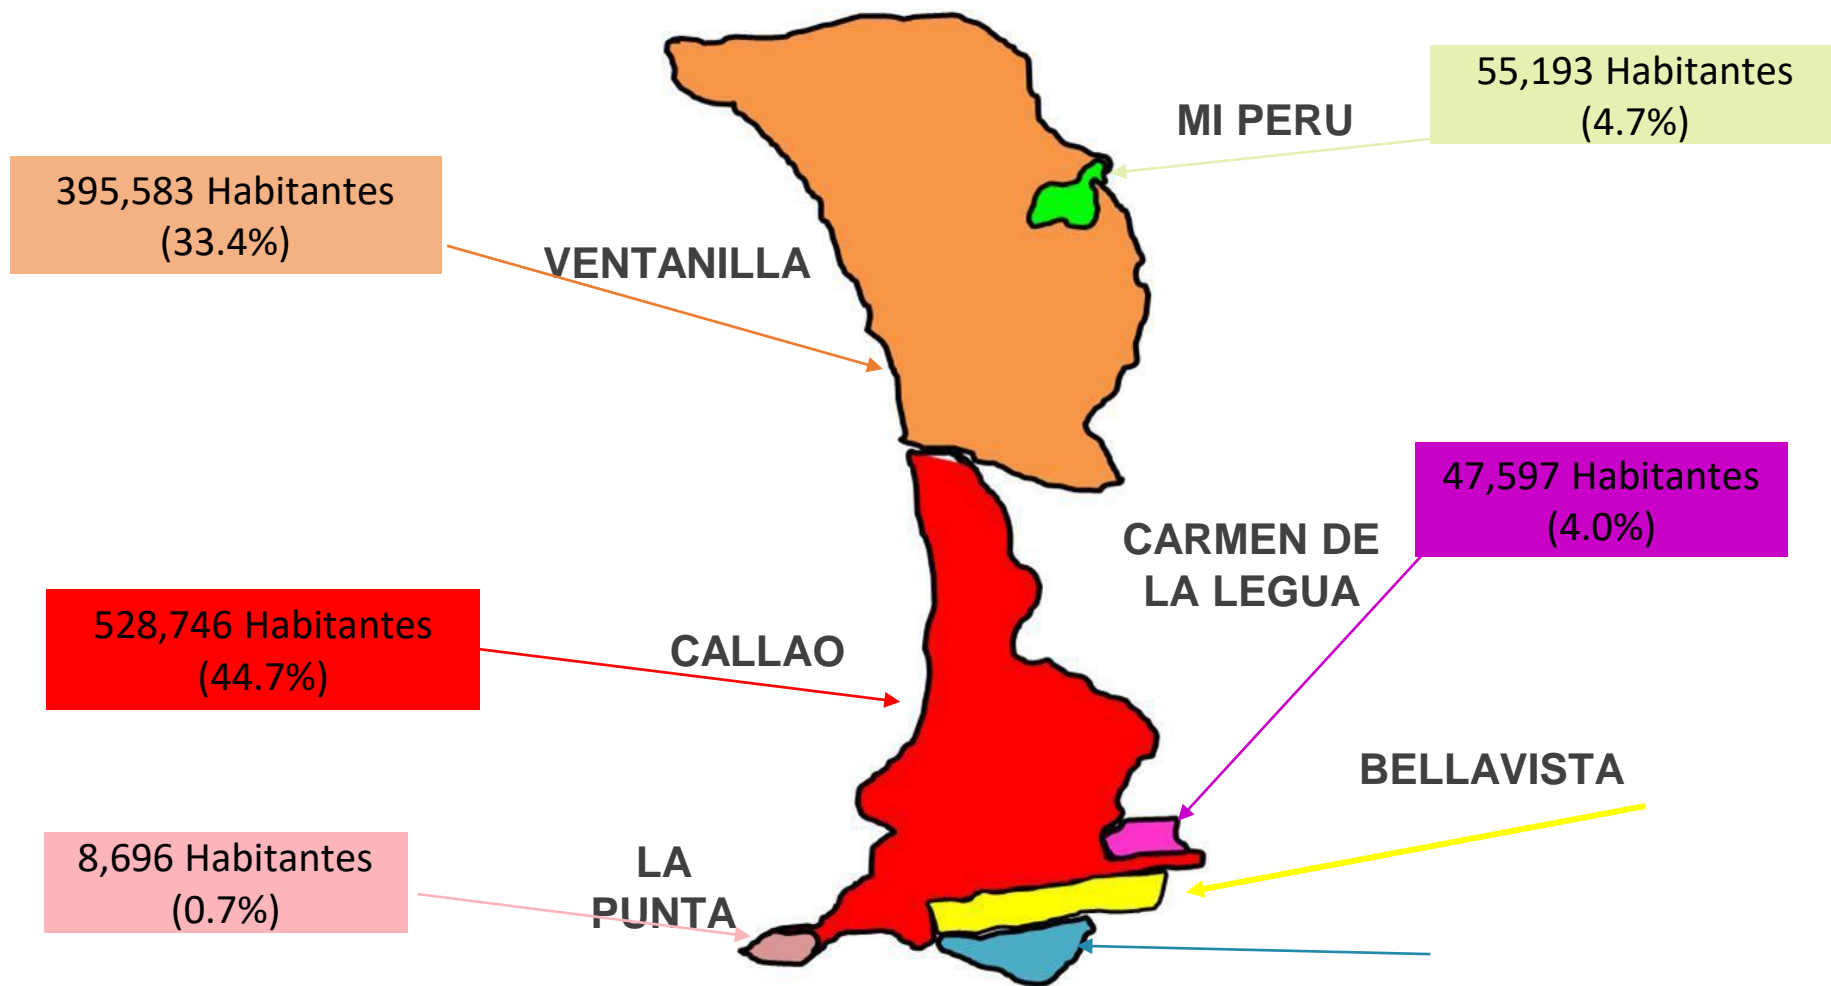 55,193 Habitantes
(4.7%)
MI PERU
395,583 Habitantes
(33.4%)
VENTANILLA
47,597 Habitantes
(4.0%)
CARMEN DE
LA LEGUA
528,746 Habitantes
(44.7%)
CALLAO
BELLAVISTA
8,696 Habitantes
(0.7%)
LA
PUNTA